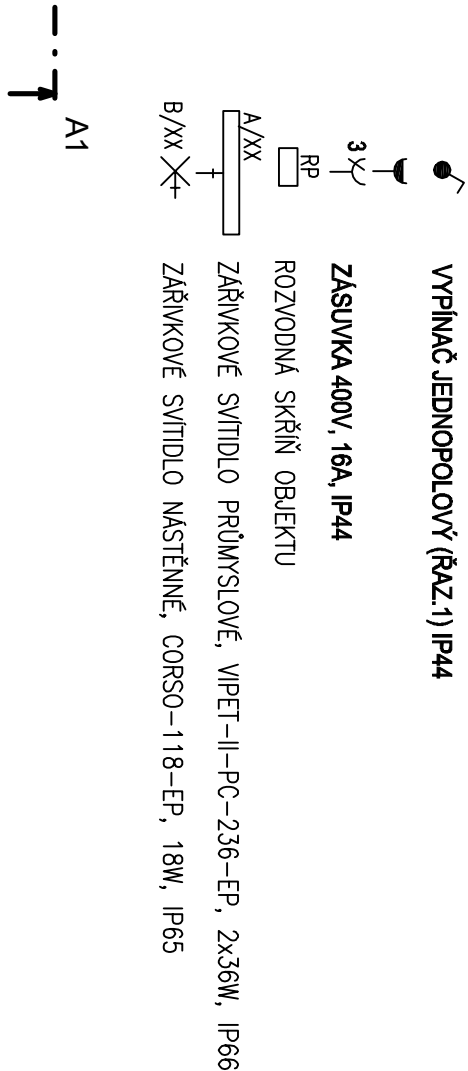 VYPÍNAČ JEDNOPOLOVÝ (ŘAZ.1) IP44
3
ZÁSUVKA 400V, 16A, IP44
RP
ROZVODNÁ SKŘÍŇ OBJEKTU
A/XX
ZÁŘIVKOVÉ SVÍTIDLO PRŮMYSLOVÉ, VIPET-II-PC-236-EP, 2x36W, IP66
B/XX
ZÁŘIVKOVÉ SVÍTIDLO NÁSTĚNNÉ, CORSO-118-EP, 18W, IP65
A1